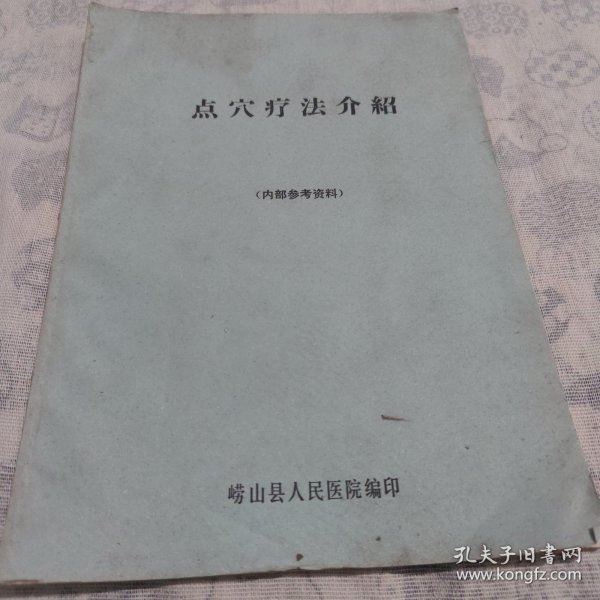 点穴疗法介紹
（内部参考资料）
崂山县人民医院编印
孔夫子旧書网
www.kongfz.com